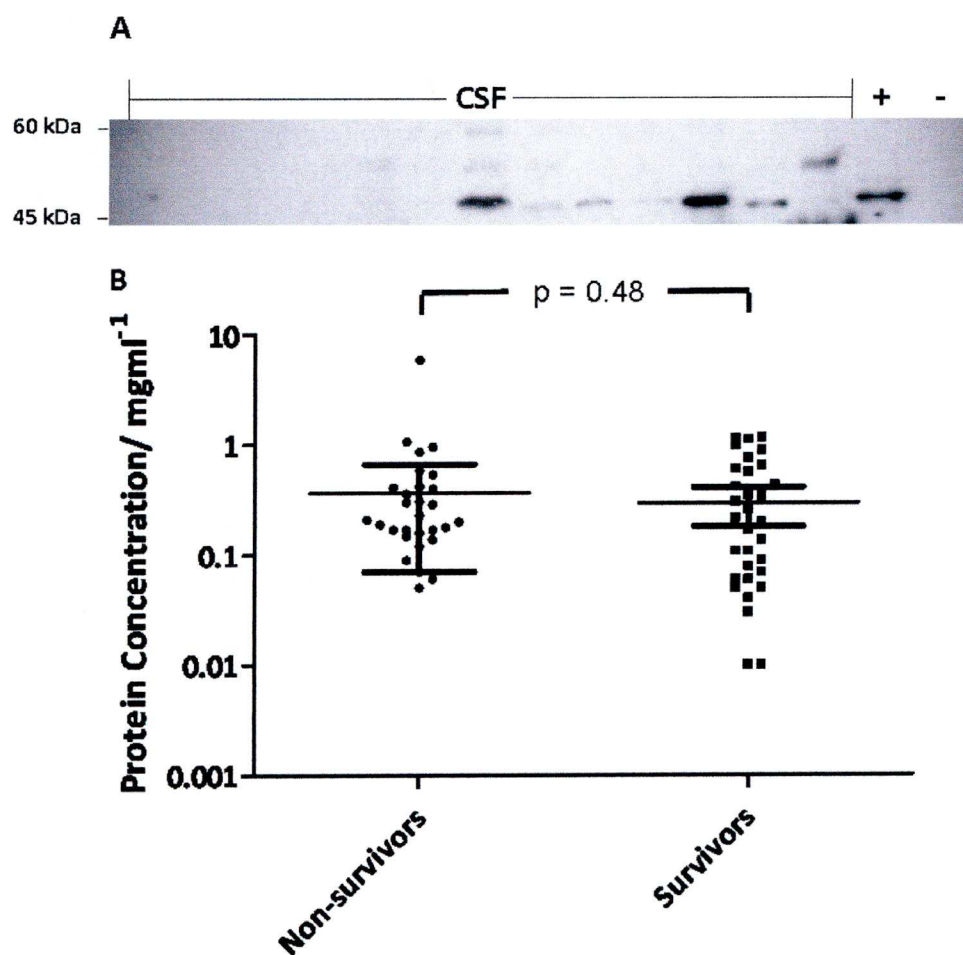 A
CSF + -
60 kDa
45 kDa
B
p = 0.48
Protein Concentration/ mgml⁻¹
10
1
0.1
0.01
0.001
Non-survivors
Survivors